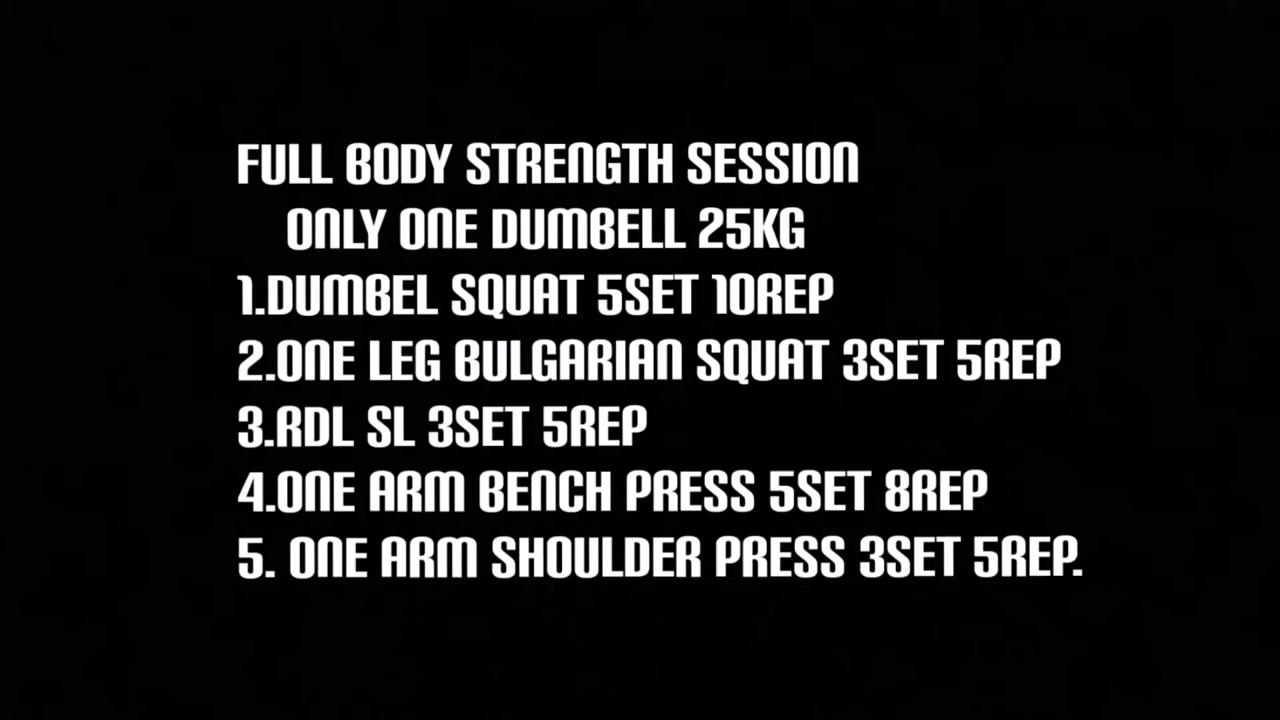 FULL BODY STRENGTH SESSION
ONLY ONE DUMBELL 25KG
1.DUMBEL SQUAT 5SET 10REP
2.ONE LEG BULGARIAN SQUAT 3SET 5REP
3.RDL SL 3SET 5REP
4.ONE ARM BENCH PRESS 5SET 8REP
5. ONE ARM SHOULDER PRESS 3SET 5REP.